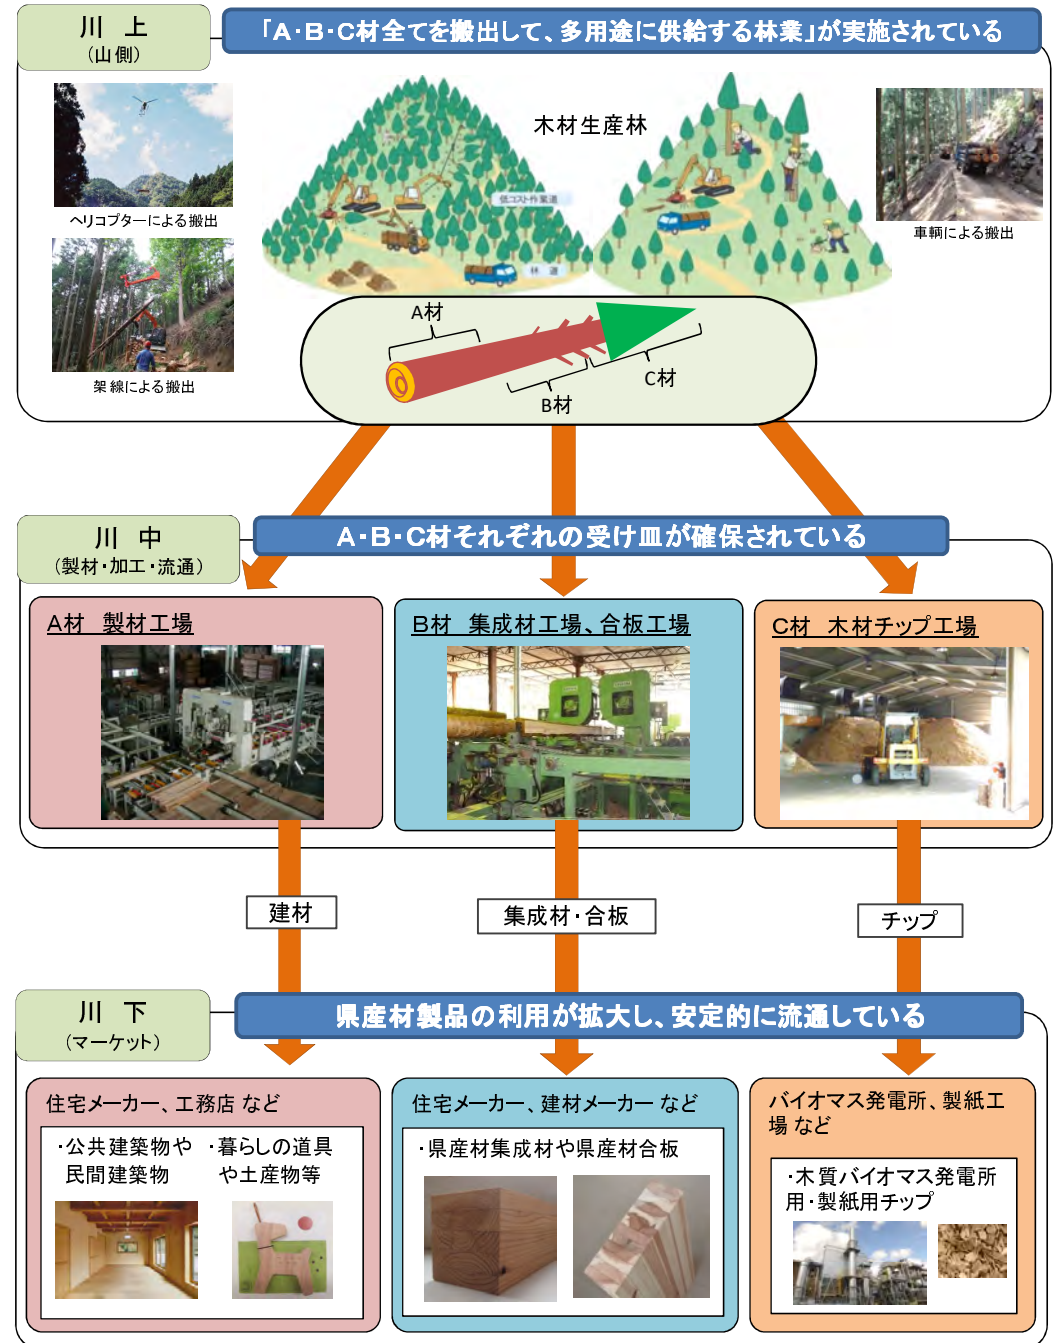 川 上
(山側)
「A・B・C材全てを搬出して、多用途に供給する林業」が実施されている
ヘリコプターによる搬出
木材生産林
低コスト作業道
林 道
車輌による搬出
架線による搬出
A材
B材
C材
川 中
(製材・加工・流通)
A・B・C材それぞれの受け皿が確保されている
A材 製材工場
B材 集成材工場、合板工場
C材 木材チップ工場
建材
集成材・合板
チップ
川 下
(マーケット)
県産材製品の利用が拡大し、安定的に流通している
住宅メーカー、工務店 など
・公共建築物や
民間建築物
・暮らしの道具
や土産物等
住宅メーカー、建材メーカー など
・県産材集成材や県産材合板
バイオマス発電所、製紙工
場 など
・木質バイオマス発電所
用・製紙用チップ